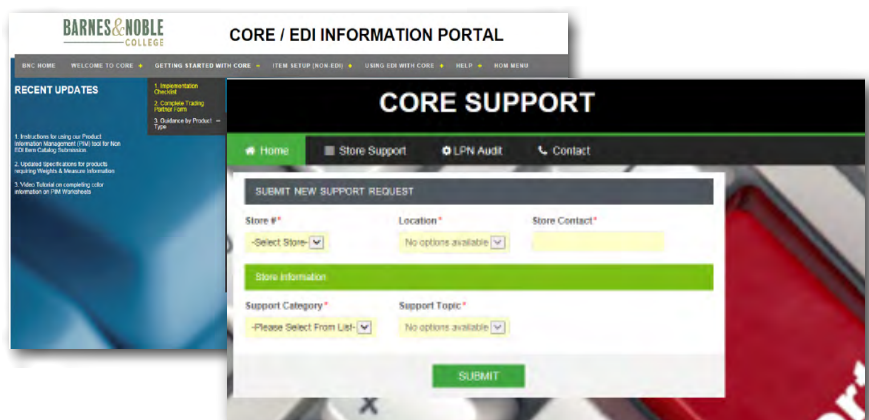 BARNES & NOBLE
COLLEGE
CORE / EDI INFORMATION PORTAL
BNC HOME WELCOME TO CORE + GETTING STARTED WITH CORE + ITEM SETUP (NON-EDI) + USING EDI WITH CORE + HELP + ROM MENU
RECENT UPDATES
1. Implementation
Checklist
2. Complete Trading
Partner Form
3. Guidance by Product
Type
1. Instructions for using our Product
Information Management (PIM) tool for Non
EDI Item Catalog Submission
2. Updated Specifications for products
requiring Weights & Measure Information
3. Video Tutorial on completing color
information on PIM Worksheets
CORE SUPPORT
Home Store Support LPN Audit Contact
SUBMIT NEW SUPPORT REQUEST
Store #* Location* Store Contact*
-Select Store- No options available
Store Information
Support Category* Support Topic*
-Please Select From List- No options available
SUBMIT